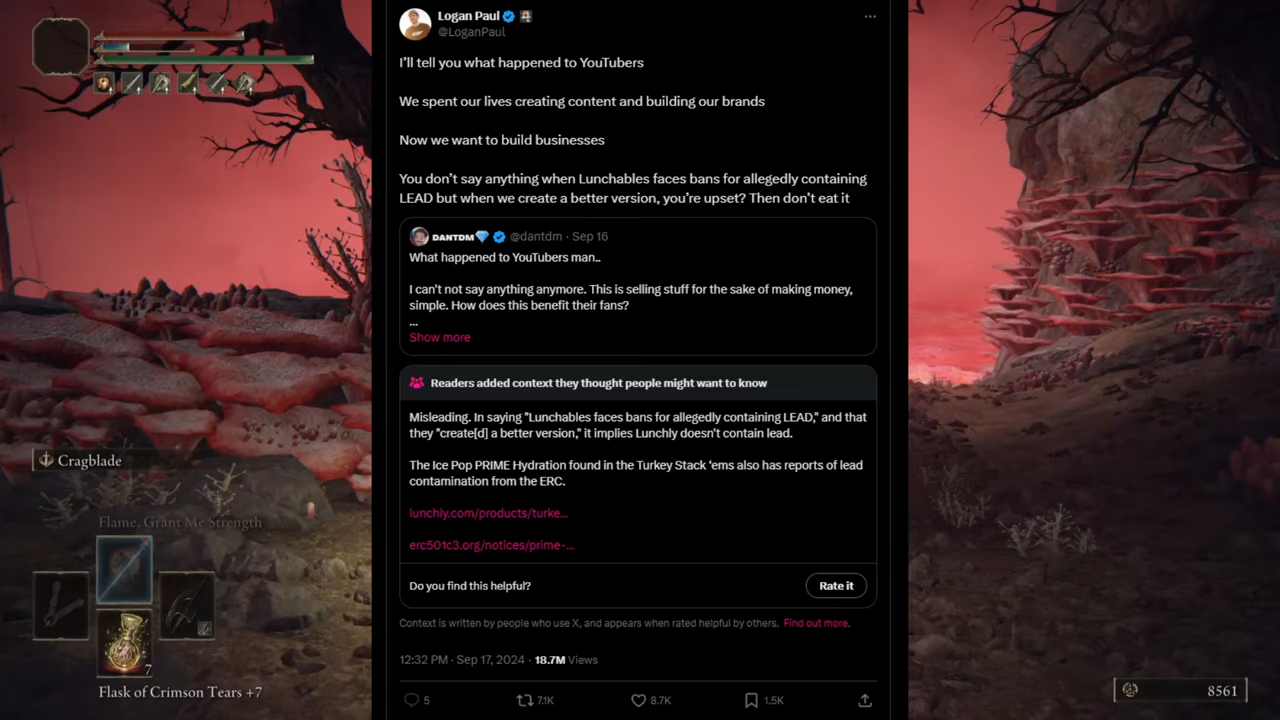 Logan Paul
@LoganPaul
I'll tell you what happened to YouTubers
We spent our lives creating content and building our brands
Now we want to build businesses
You don't say anything when Lunchables faces bans for allegedly containing
LEAD but when we create a better version, you're upset? Then don't eat it
DANTDM @dantdm · Sep 16
What happened to YouTubers man..
I can't not say anything anymore. This is selling stuff for the sake of making money,
simple. How does this benefit their fans?
...
Show more
Readers added context they thought people might want to know
Misleading. In saying "Lunchables faces bans for allegedly containing LEAD," and that
they "create[d] a better version," it implies Lunchly doesn't contain lead.
The Ice Pop PRIME Hydration found in the Turkey Stack 'ems also has reports of lead
contamination from the ERC.
lunchly.com/products/turke...
erc501c3.org/notices/prime-...
Do you find this helpful?
Rate it
Context is written by people who use X, and appears when rated helpful by others. Find out more.
12:32 PM · Sep 17, 2024 · 18.7M Views
5
7.1K
8.7K
1.5K
Cragblade
Flame, Grant Me Strength
7
Flask of Crimson Tears +7
8561